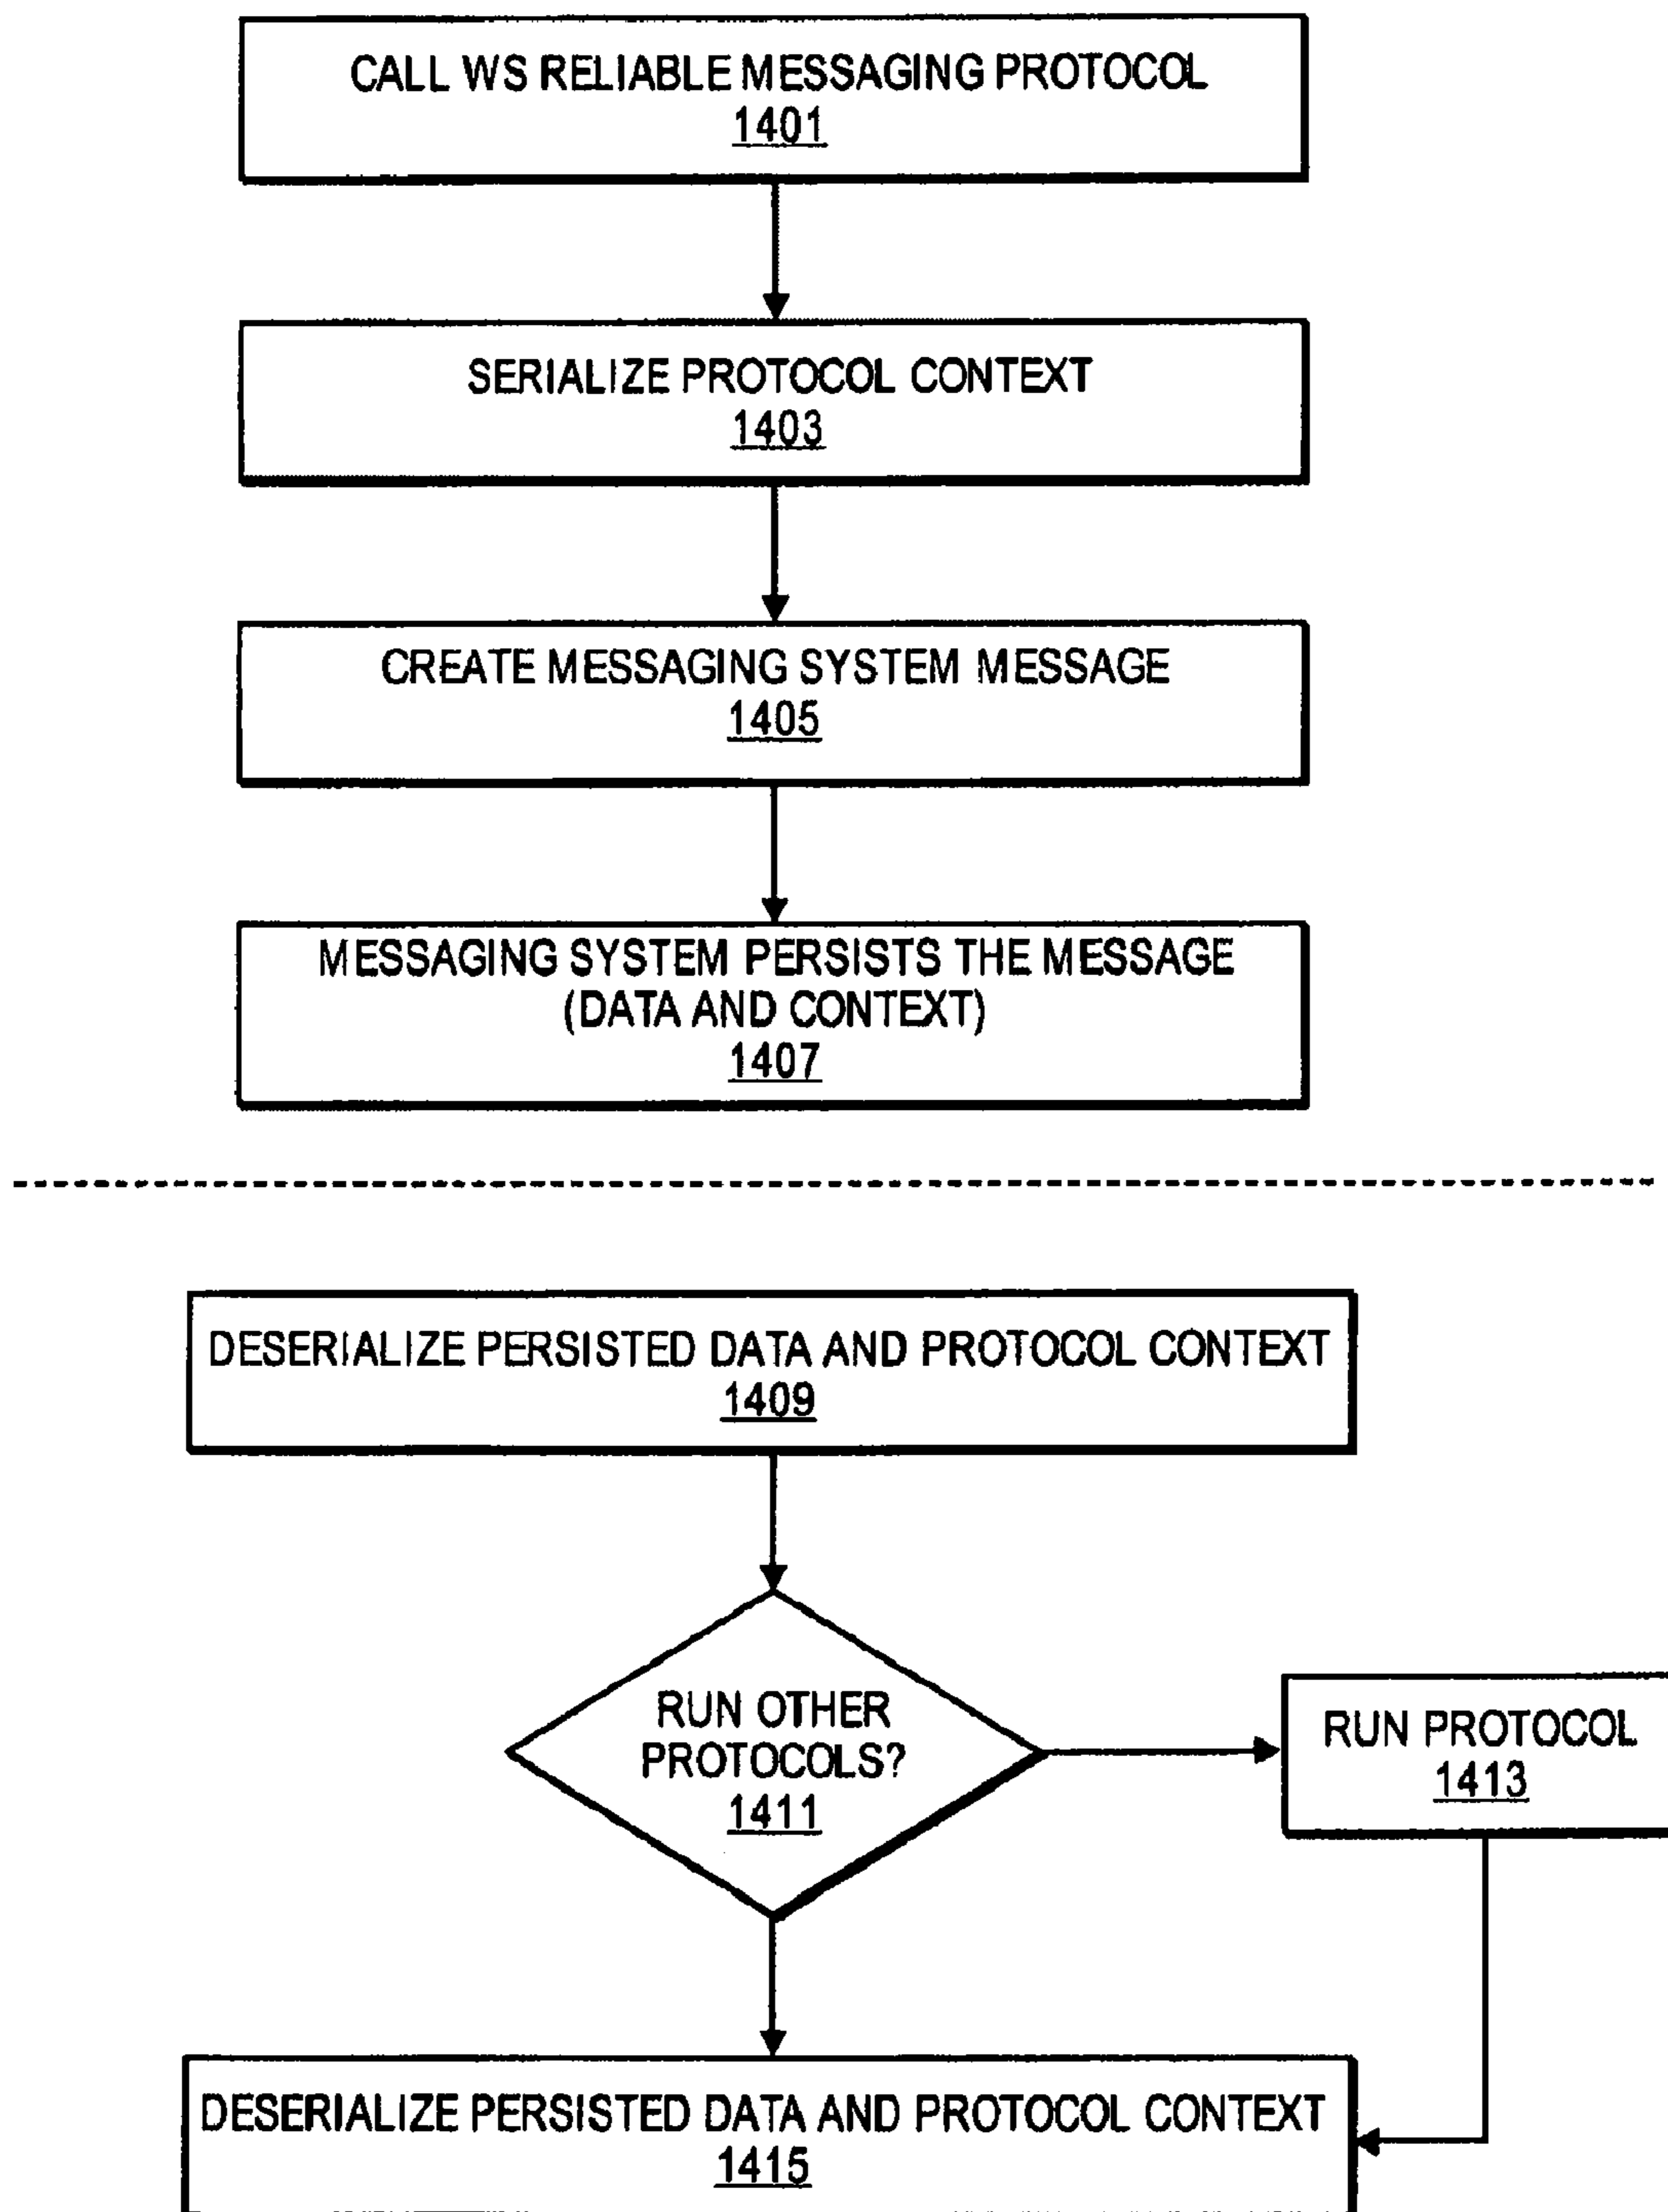 CALL WS RELIABLE MESSAGING PROTOCOL
1401
SERIALIZE PROTOCOL CONTEXT
1403
CREATE MESSAGING SYSTEM MESSAGE
1405
MESSAGING SYSTEM PERSISTS THE MESSAGE
(DATA AND CONTEXT)
1407
DESERIALIZE PERSISTED DATA AND PROTOCOL CONTEXT
1409
RUN OTHER
PROTOCOLS?
1411
RUN PROTOCOL
1413
DESERIALIZE PERSISTED DATA AND PROTOCOL CONTEXT
1415